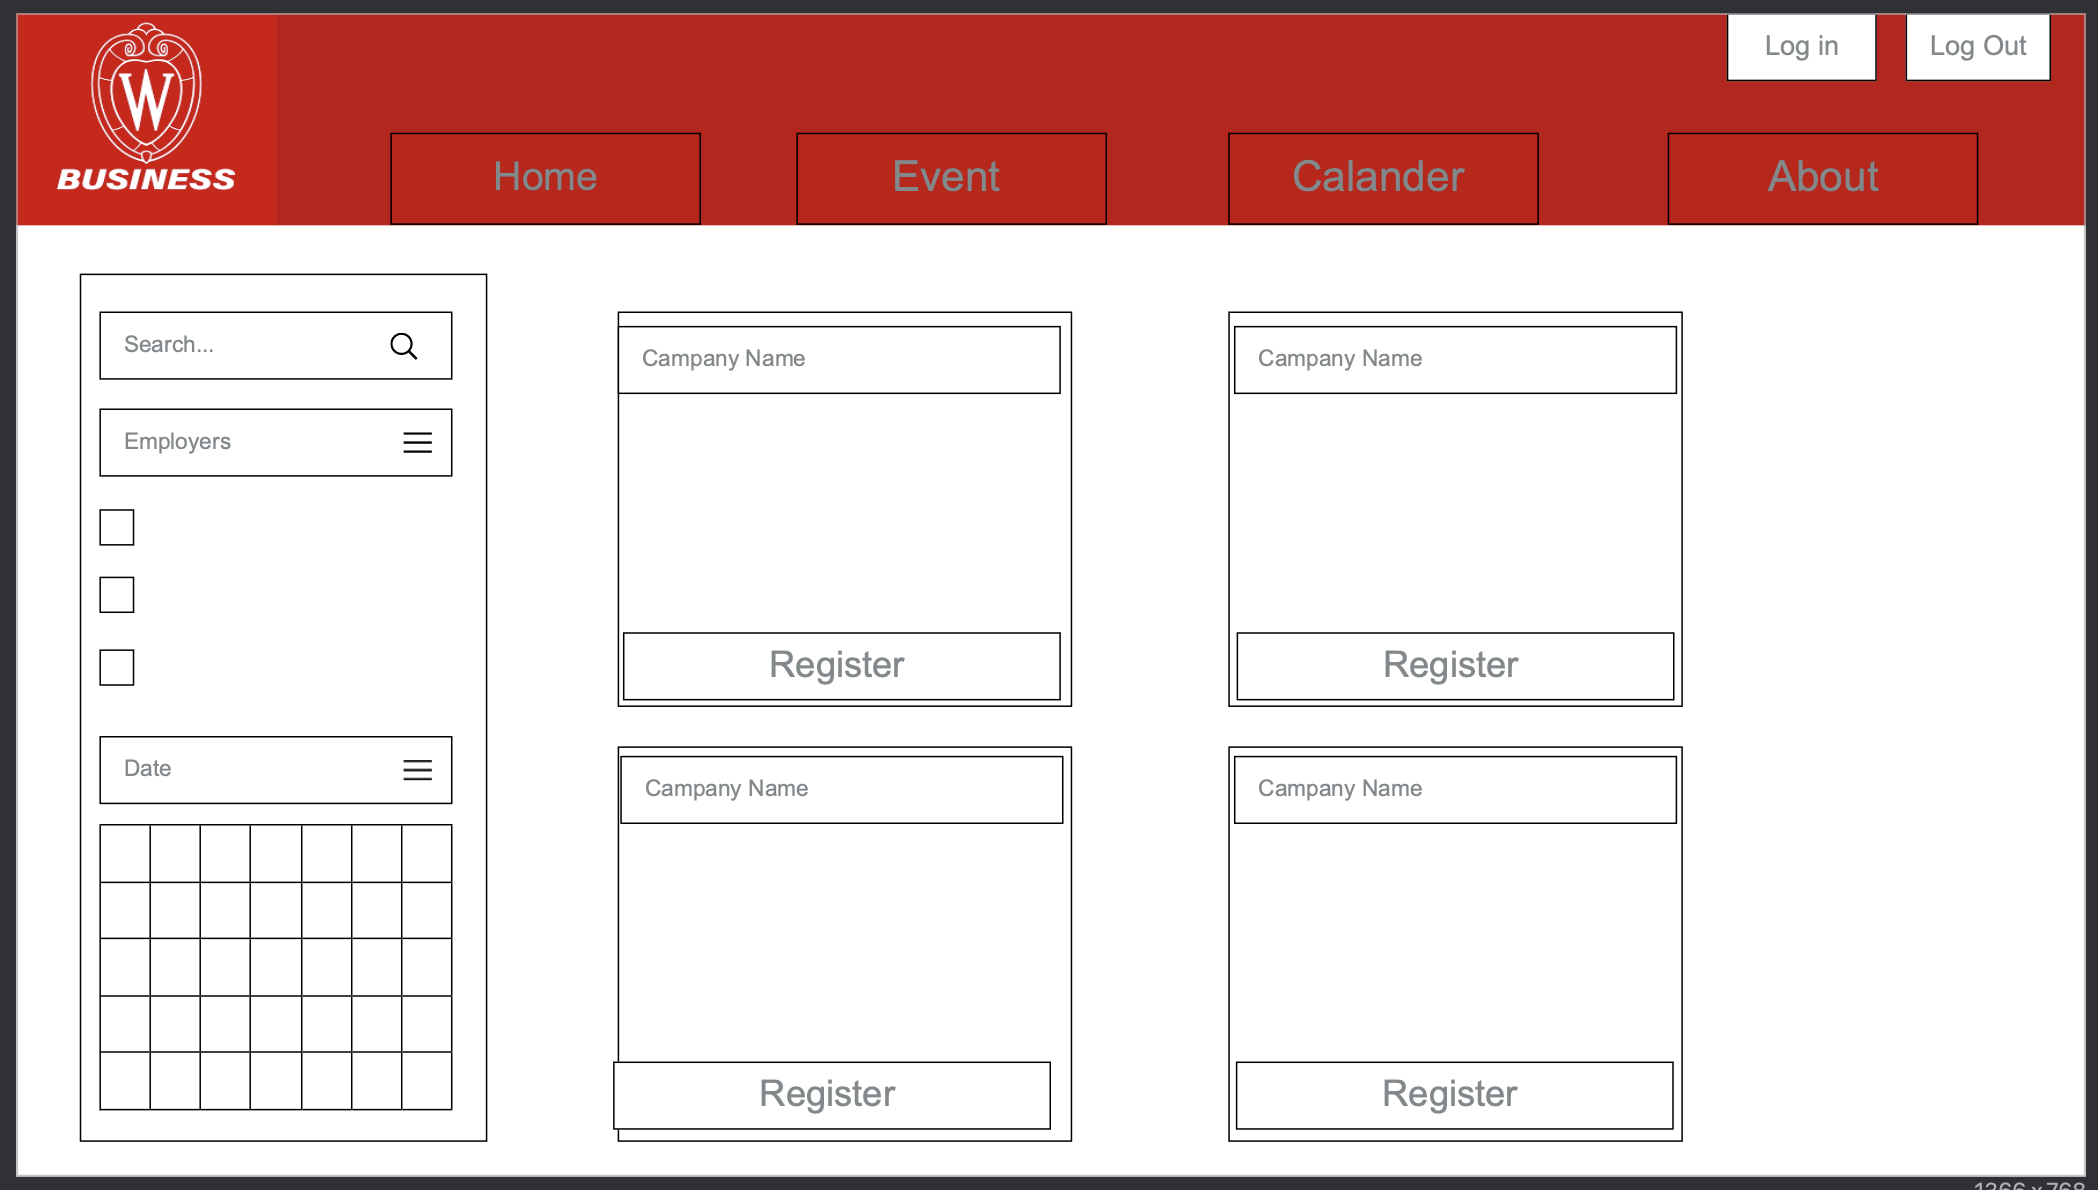 W
BUSINESS
Log in
Log Out
Home
Event
Calander
About
Search...
Employers
Date
Campany Name
Register
Campany Name
Register
Campany Name
Register
Campany Name
Register
1366 x 768